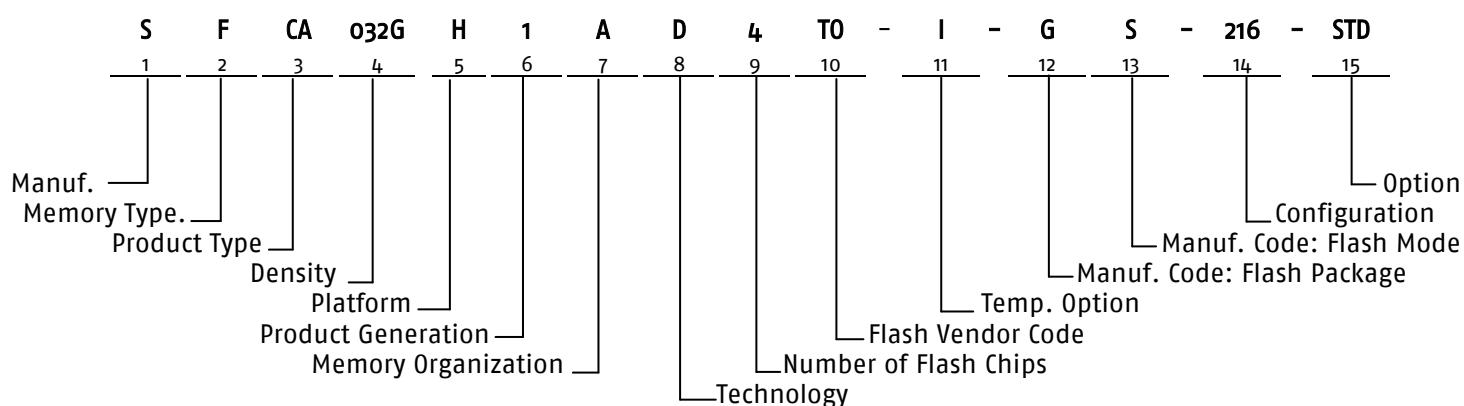 S F CA 032G H 1 A D 4 TO - I - G S - 216 - STD
1 2 3 4 5 6 7 8 9 10 11 12 13 14 15
Manuf. Option
Memory Type. Configuration
Product Type Manuf. Code: Flash Mode
Density Manuf. Code: Flash Package
Platform Temp. Option
Product Generation Flash Vendor Code
Memory Organization Number of Flash Chips
Technology